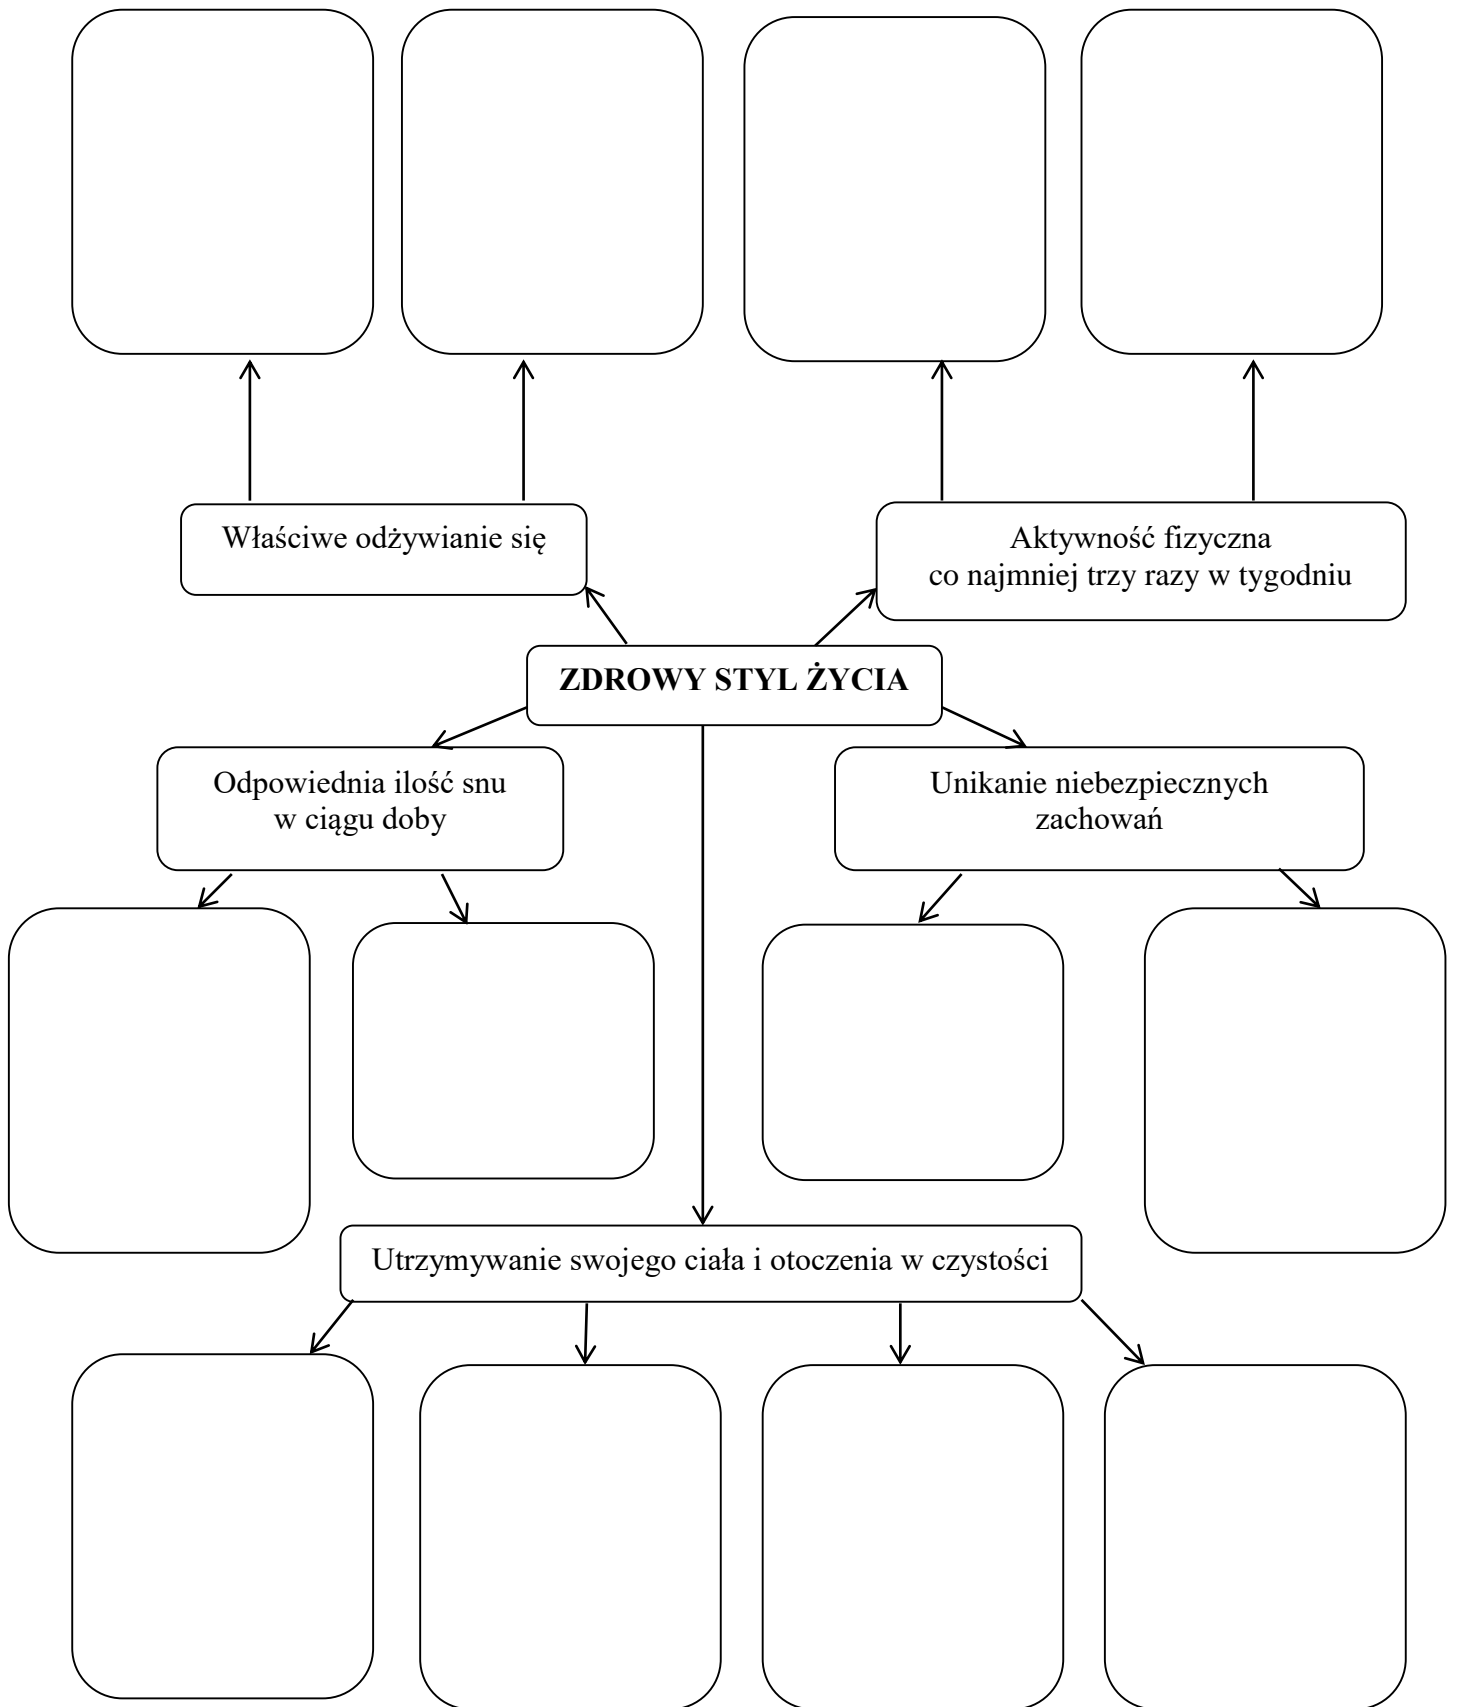 Właściwe odżywianie się
Aktywność fizyczna
co najmniej trzy razy w tygodniu
ZDROWY STYL ŻYCIA
Odpowiednia ilość snu
w ciągu doby
Unikanie niebezpiecznych
zachowań
Utrzymywanie swojego ciała i otoczenia w czystości